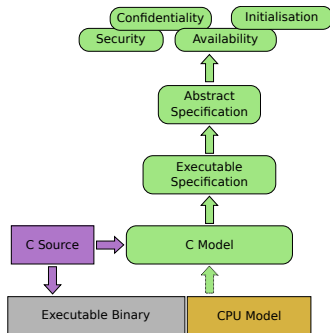 Confidentiality
Initialisation
Security
Availability
Abstract
Specification
Executable
Specification
C Source
C Model
Executable Binary
CPU Model